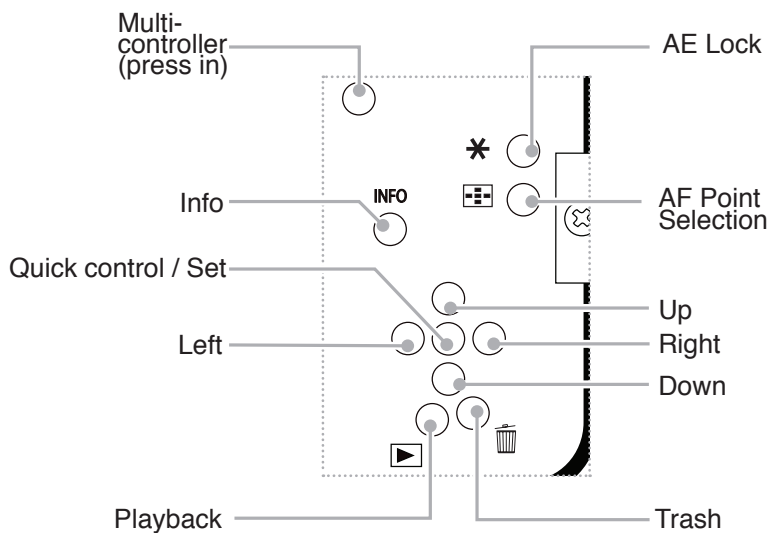 Multi-
controller
(press in)
AE Lock
INFO
Info
AF Point
Selection
Quick control / Set
Up
Left
Right
Down
Playback
Trash